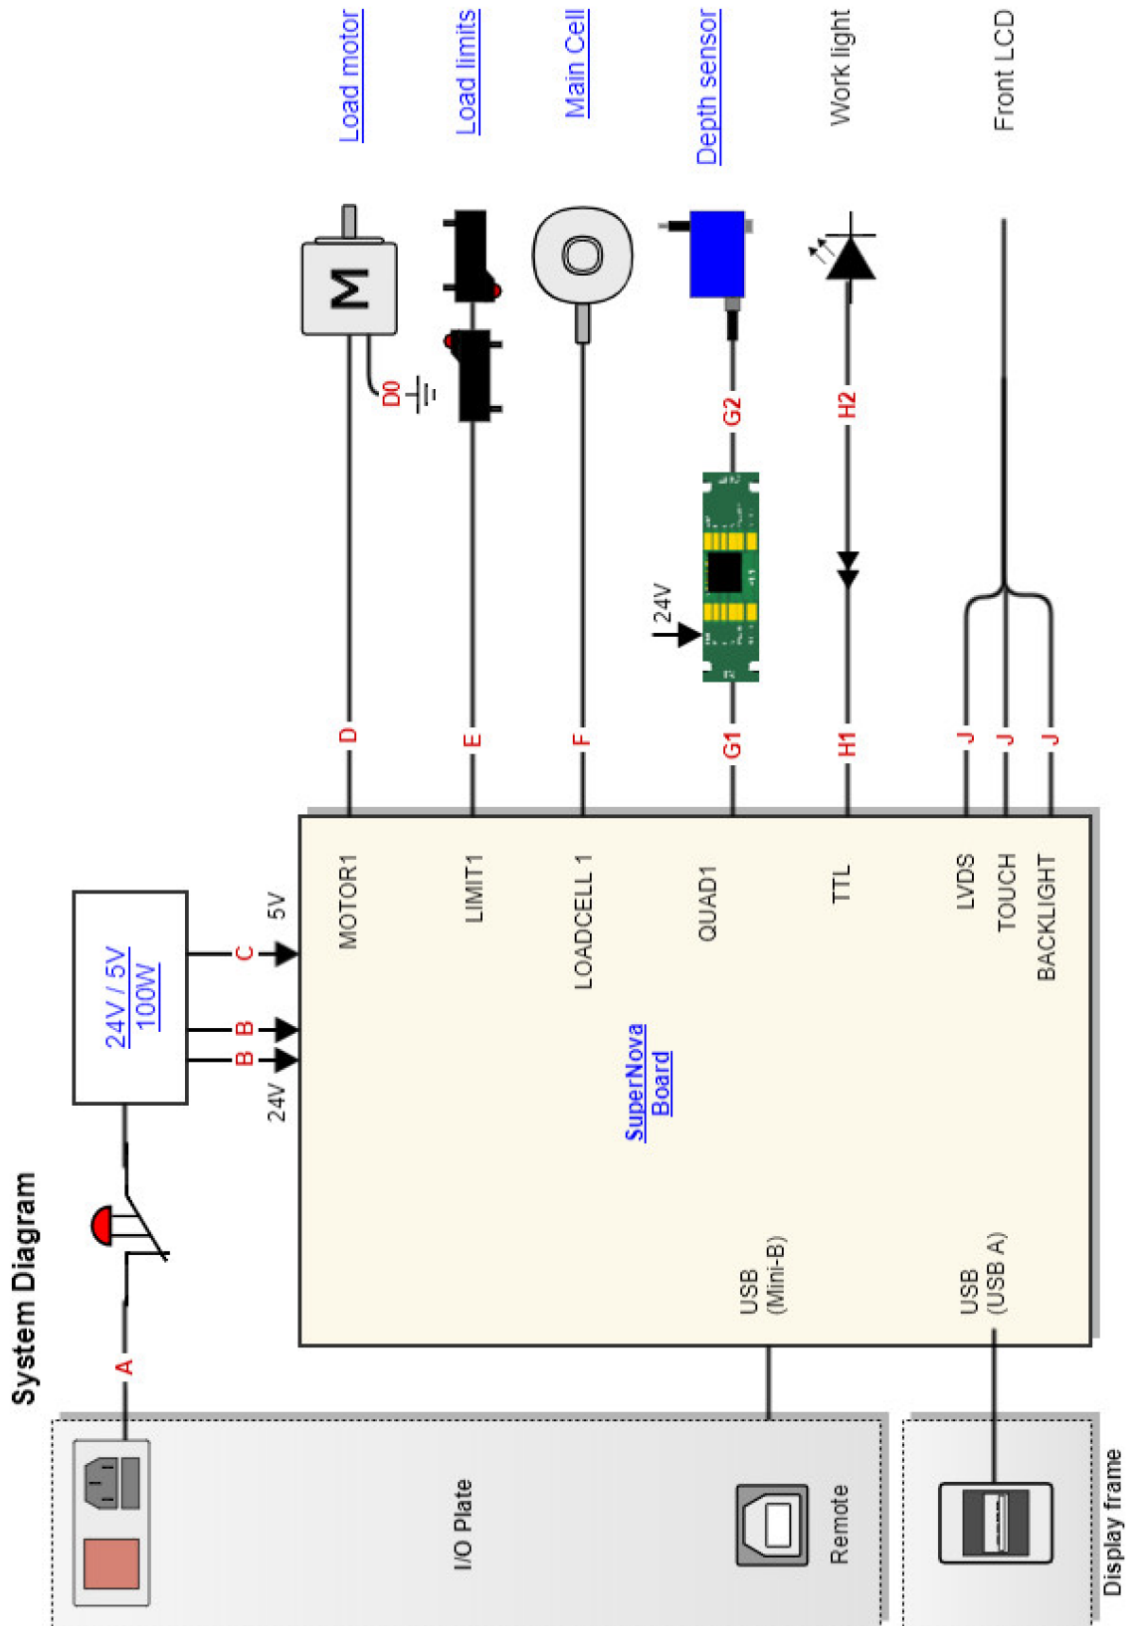 System Diagram
A
24V / 5V
100W
B
B
C
24V
5V
I/O Plate
Remote
Display frame
USB
(Mini-B)
USB
(USB A)
SuperNova
Board
MOTOR1
LIMIT1
LOADCELL 1
QUAD1
TTL
LVDS
TOUCH
BACKLIGHT
D
D0
M
Load motor
E
Load limits
F
Main Cell
G1
24V
G2
Depth sensor
H1
H2
Work light
J
J
J
Front LCD